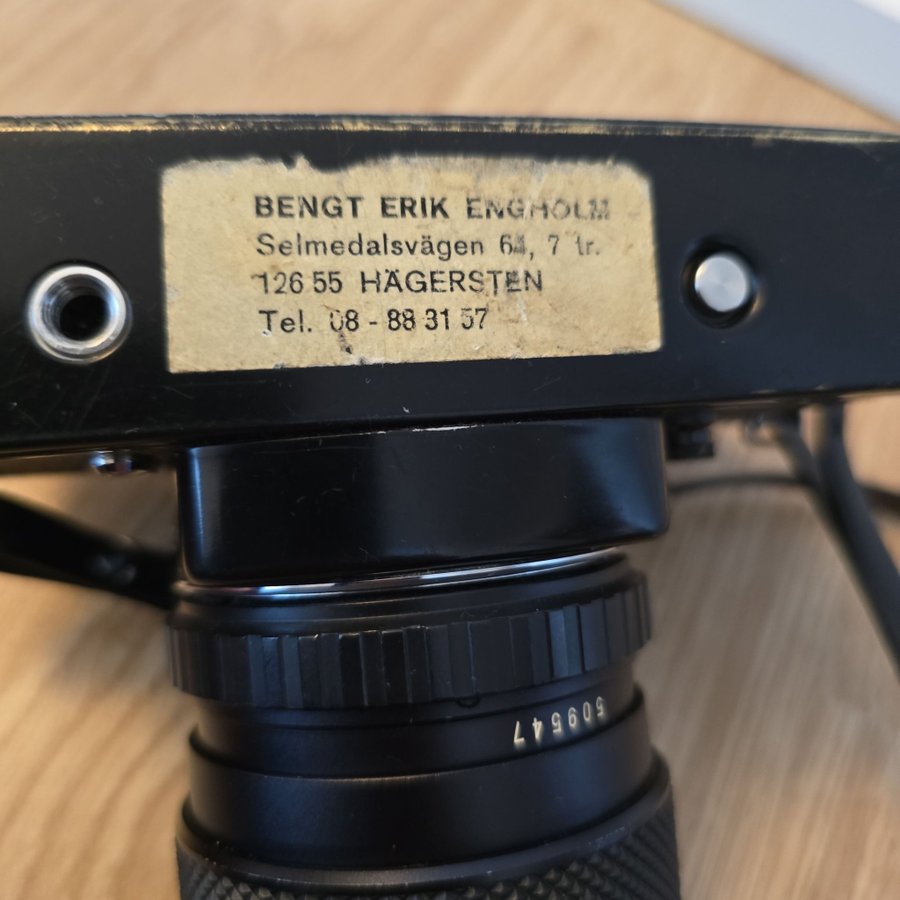 BENGT ERIK ENGHOLM
Selmedalsvägen 64, 7 tr.
126 55 HÄGERSTEN
Tel. 08 - 88 31 57
509547